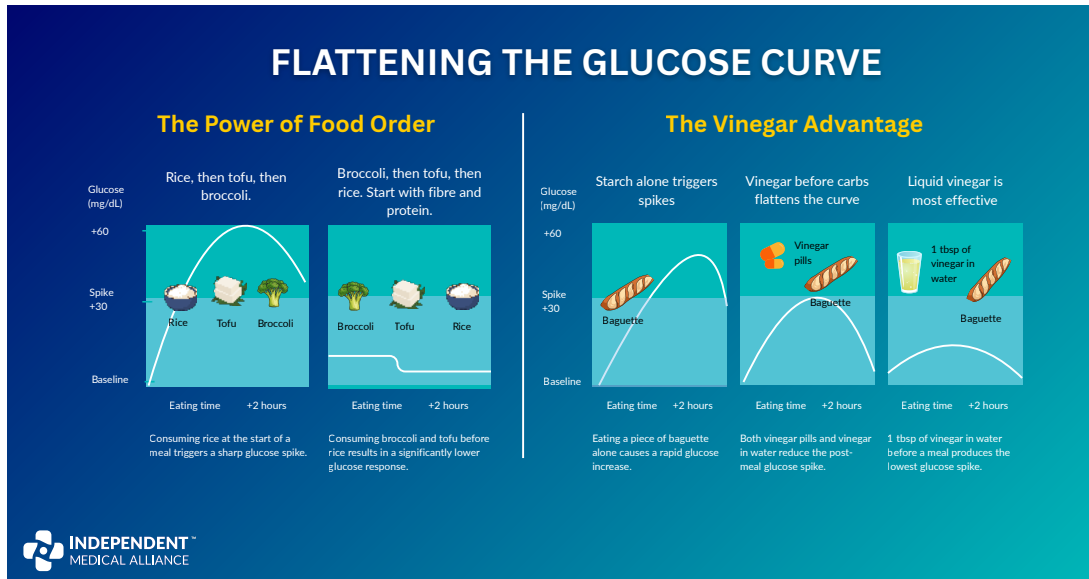 FLATTENING THE GLUCOSE CURVE
The Power of Food Order
Rice, then tofu, then
broccoli.
Broccoli, then tofu, then
rice. Start with fibre and
protein.
Glucose
(mg/dL)
+60
Spike
+30
Baseline
Rice
Tofu
Broccoli
Broccoli
Tofu
Rice
Eating time
+2 hours
Eating time
+2 hours
Consuming rice at the start of a
meal triggers a sharp glucose spike.
Consuming broccoli and tofu before
rice results in a significantly lower
glucose response.
The Vinegar Advantage
Glucose
(mg/dL)
+60
Spike
+30
Baseline
Starch alone triggers
spikes
Vinegar before carbs
flattens the curve
Liquid vinegar is
most effective
Baguette
Vinegar
pills
Baguette
1 tbsp of
vinegar in
water
Baguette
Eating time
+2 hours
Eating time
+2 hours
Eating time
+2 hours
Eating a piece of baguette
alone causes a rapid glucose
increase.
Both vinegar pills and vinegar
in water reduce the post-
meal glucose spike.
1 tbsp of vinegar in water
before a meal produces the
lowest glucose spike.
INDEPENDENT™
MEDICAL ALLIANCE